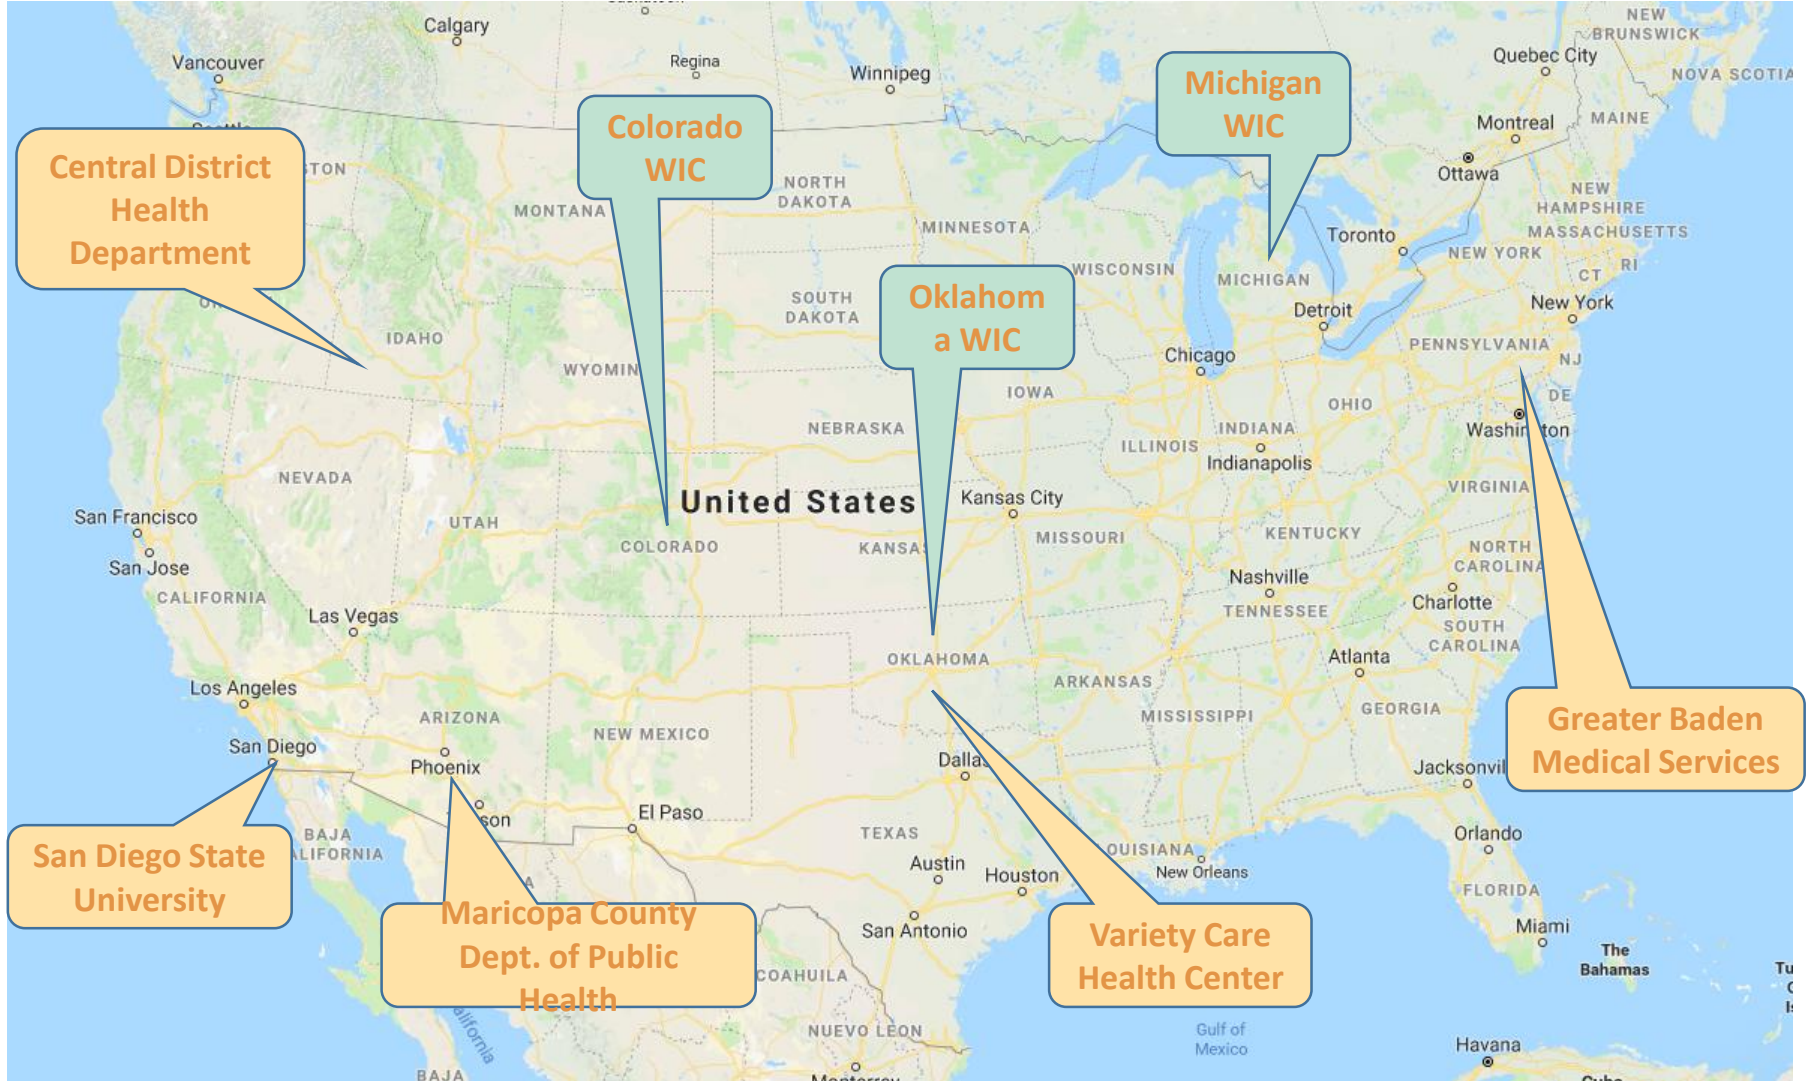 Calgary
Vancouver
Regina
Winnipeg
Quebec City
NEW
BRUNSWICK
NOVA SCOTIA
MAINE
Montreal
Ottawa
Michigan
WIC
Colorado
WIC
Central District
Health
Department
MONTANA
NORTH
DAKOTA
MINNESOTA
WISCONSIN
MICHIGAN
Toronto
NEW
HAMPSHIRE
MASSACHUSETTS
NEW YORK
CT
RI
Detroit
New York
SOUTH
DAKOTA
Oklahom
a WIC
IDAHO
WYOMIN
Chicago
PENNSYLVANIA
NJ
IOWA
OHIO
DE
NEBRASKA
ILLINOIS
INDIANA
Indianapolis
Washington
NEVADA
United States
Kansas City
VIRGINIA
San Francisco
San Jose
UTAH
COLORADO
KANSAS
MISSOURI
KENTUCKY
NORTH
CAROLINA
CALIFORNIA
Las Vegas
Nashville
TENNESSEE
Charlotte
SOUTH
CAROLINA
OKLAHOMA
ARKANSAS
Atlanta
Los Angeles
ARIZONA
NEW MEXICO
MISSISSIPPI
GEORGIA
Greater Baden
Medical Services
San Diego
Phoenix
Dallas
Jacksonvil
son
El Paso
TEXAS
OUISIANA
New Orleans
Orlando
BAJA
ALIFORNIA
San Diego State
University
Maricopa County
Dept. of Public
Health
Austin
Houston
San Antonio
Variety Care
Health Center
FLORIDA
Miami
The
Bahamas
COAHUILA
NUEVO LEON
Gulf of
Mexico
Havana
alifornia
BAJA
Monterrey
Cuba